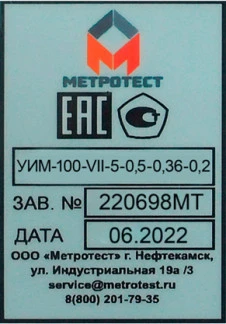 МЕТРОТЕСТ
ЕАС
УИМ-100-VII-5-0,5-0,36-0,2
ЗАВ. № 220698МТ
ДАТА 06.2022
ООО «Метротест» г. Нефтекамск,
ул. Индустриальная 19а /3
service@metrotest.ru
8(800) 201-79-35